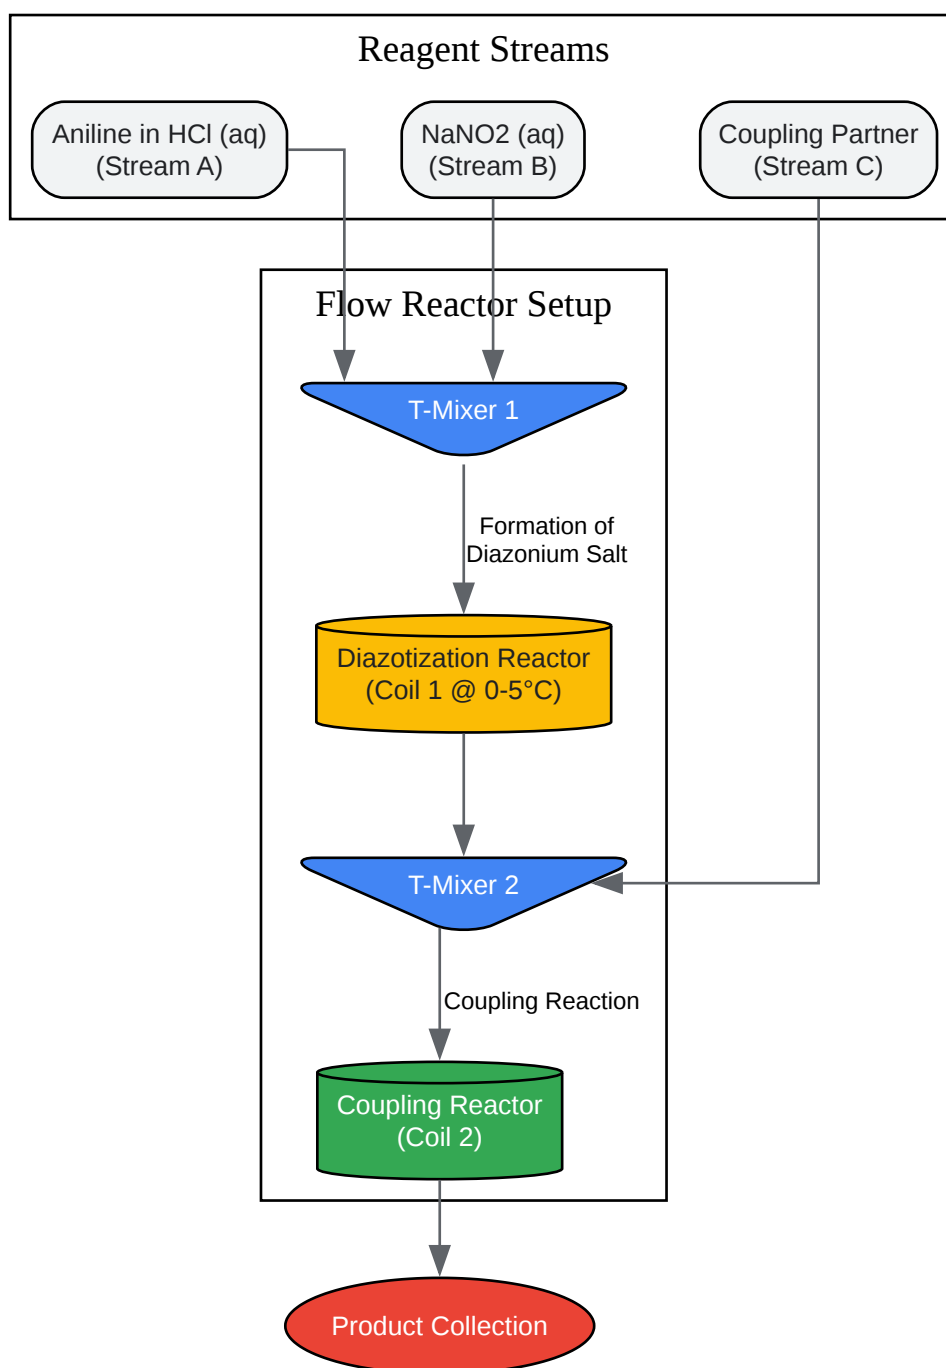 Reagent Streams
Aniline in HCl (aq)
(Stream A)
NaNO2 (aq)
(Stream B)
Coupling Partner
(Stream C)
Flow Reactor Setup
T-Mixer 1
Formation of
Diazonium Salt
Diazotization Reactor
(Coil 1 @ 0-5°C)
T-Mixer 2
Coupling Reaction
Coupling Reactor
(Coil 2)
Product Collection